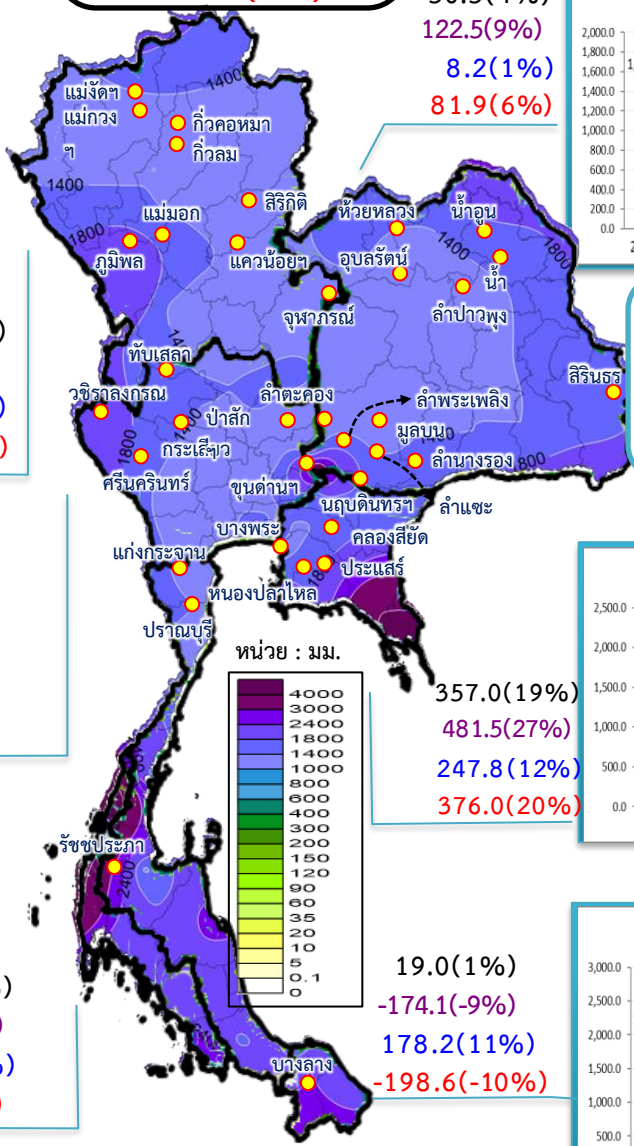 122.5(9%)
8.2(1%)
81.9(6%)
2,000.0
1,800.0
1,600.0
1,400.0
1,200.0
1,000.0
800.0
600.0
400.0
200.0
0.0
1400
แม่งัดฯ
แม่กวง
ฯ
กิ่วคอหมา
กิ่วลม
1400
สิริกิติ์
แม่มอก
1800
ภูมิพล
แควน้อยฯ
ห้วยหลวง
น้ำอูน
1400
1800
อุบลรัตน์
น้ำ
ลำปาวพุง
จุฬาภรณ์
ทับเสลา
สิรินธร
วชิราลงกรณ
ลำตะคอง
ลำพระเพลิง
ป่าสัก
1400
มูลบน
1800
กระเสียว
1400
ลำนางรอง
800
ศรีนครินทร์
ขุนด่านฯ
ลำแซะ
นฤบดินทรฯ
บางพระ
คลองสียัด
แก่งกระจาน
ประแสร์
หนองปลาไหล
ปราณบุรี
หน่วย : มม.
4000
3000
2400
1800
1400
1000
800
600
400
300
200
150
120
90
60
35
20
10
5
0.1
0
357.0(19%)
481.5(27%)
247.8(12%)
376.0(20%)
2,500.0
2,000.0
1,500.0
1,000.0
500.0
0.0
รัชชประภา
2400
19.0(1%)
-174.1(-9%)
178.2(11%)
-198.6(-10%)
บางลาง
3,000.0
2,500.0
2,000.0
1,500.0
1,000.0
500.0